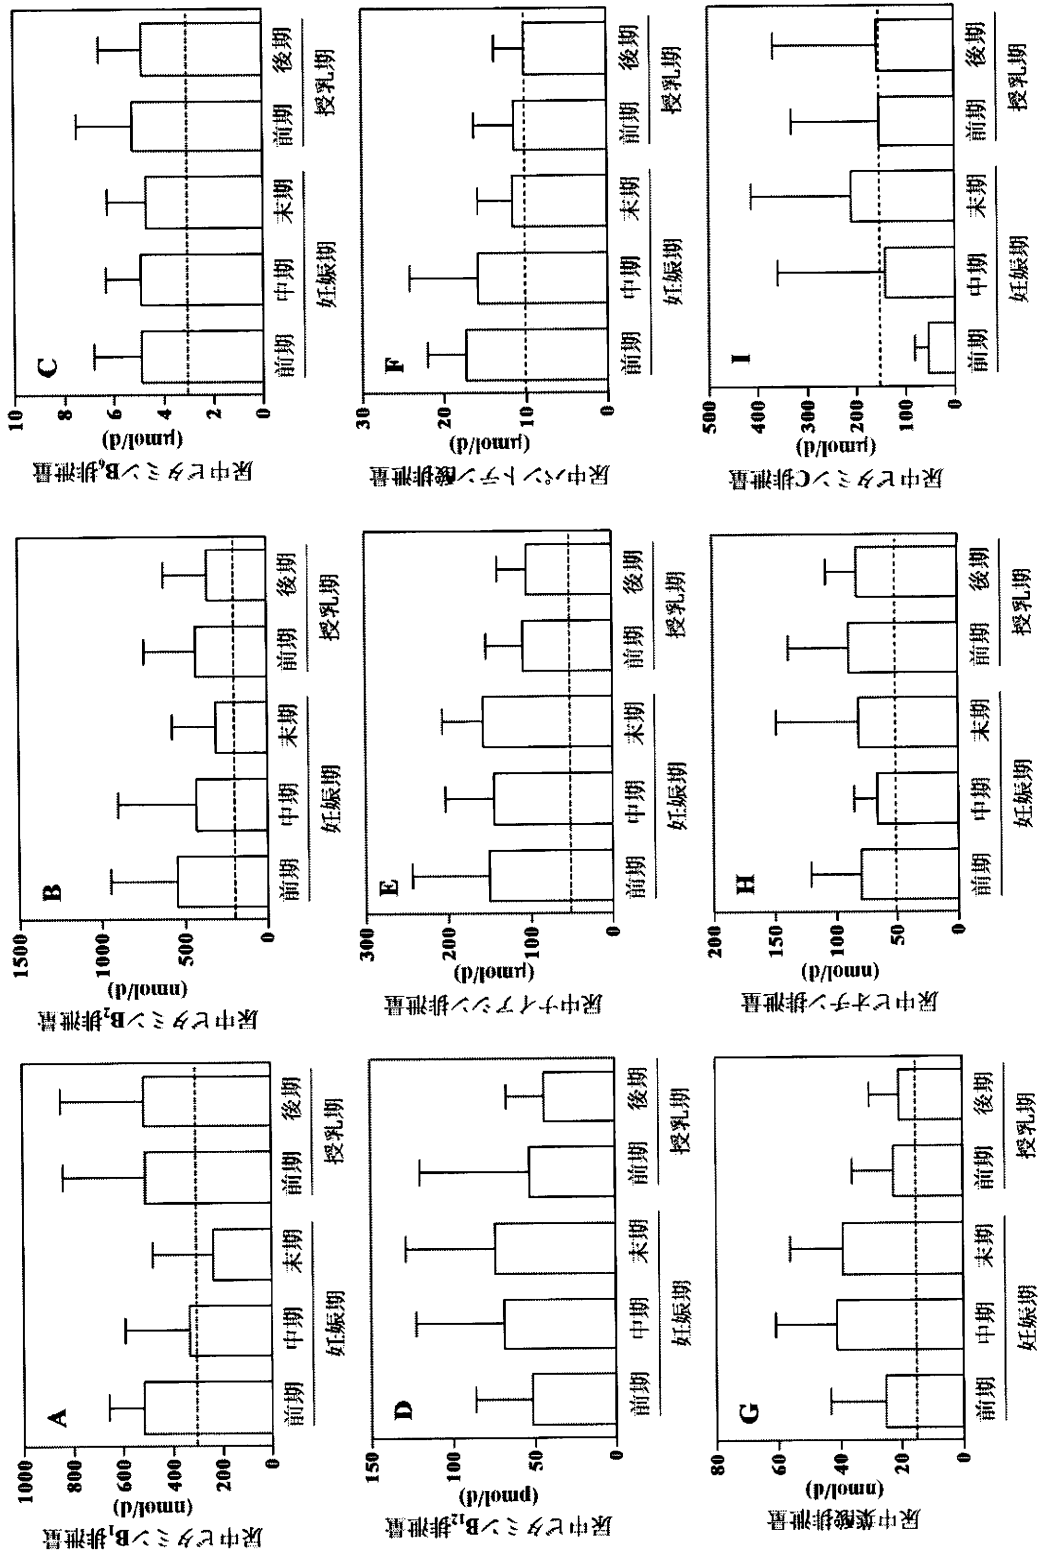 A
尿中ビタミンB₁排泄量
(nmol/d)
1000
800
600
400
200
0
前期 中期 末期 前期 後期
妊娠期 授乳期
B
尿中ビタミンB₂排泄量
(nmol/d)
1500
1000
500
0
前期 中期 末期 前期 後期
妊娠期 授乳期
C
尿中ビタミンB₆排泄量
(μmol/d)
10
8
6
4
2
0
前期 中期 末期 前期 後期
妊娠期 授乳期
D
尿中ビタミンB₁₂排泄量
(pmol/d)
150
100
50
0
前期 中期 末期 前期 後期
妊娠期 授乳期
E
尿中ナイアシン排泄量
(μmol/d)
300
200
100
0
前期 中期 末期 前期 後期
妊娠期 授乳期
F
尿中パントテン酸排泄量
(μmol/d)
30
20
10
0
前期 中期 末期 前期 後期
妊娠期 授乳期
G
尿中葉酸排泄量
(nmol/d)
80
60
40
20
0
前期 中期 末期 前期 後期
妊娠期 授乳期
H
尿中ビオチン排泄量
(nmol/d)
200
150
100
50
0
前期 中期 末期 前期 後期
妊娠期 授乳期
I
尿中ビタミンC排泄量
(μmol/d)
500
400
300
200
100
0
前期 中期 末期 前期 後期
妊娠期 授乳期